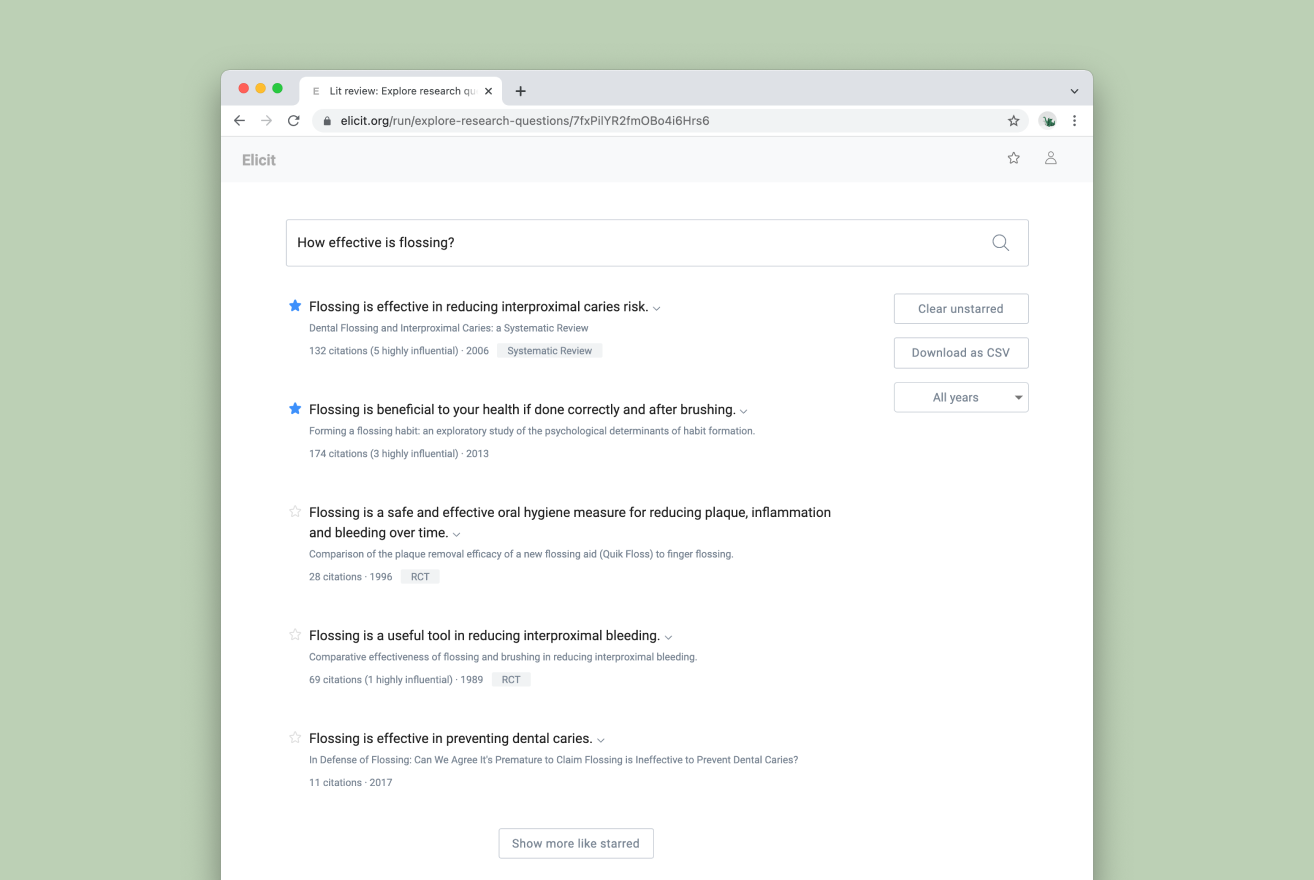 E Lit review: Explore research qu
elicit.org/run/explore-research-questions/7fxPilYR2fmOBo4i6Hrs6
Elicit
How effective is flossing?
Flossing is effective in reducing interproximal caries risk.
Dental Flossing and Interproximal Caries: a Systematic Review
132 citations (5 highly influential) · 2006 Systematic Review
Clear unstarred
Download as CSV
All years
Flossing is beneficial to your health if done correctly and after brushing.
Forming a flossing habit: an exploratory study of the psychological determinants of habit formation.
174 citations (3 highly influential) · 2013
Flossing is a safe and effective oral hygiene measure for reducing plaque, inflammation
and bleeding over time.
Comparison of the plaque removal efficacy of a new flossing aid (Quik Floss) to finger flossing.
28 citations · 1996 RCT
Flossing is a useful tool in reducing interproximal bleeding.
Comparative effectiveness of flossing and brushing in reducing interproximal bleeding.
69 citations (1 highly influential) · 1989 RCT
Flossing is effective in preventing dental caries.
In Defense of Flossing: Can We Agree It's Premature to Claim Flossing is Ineffective to Prevent Dental Caries?
11 citations · 2017
Show more like starred